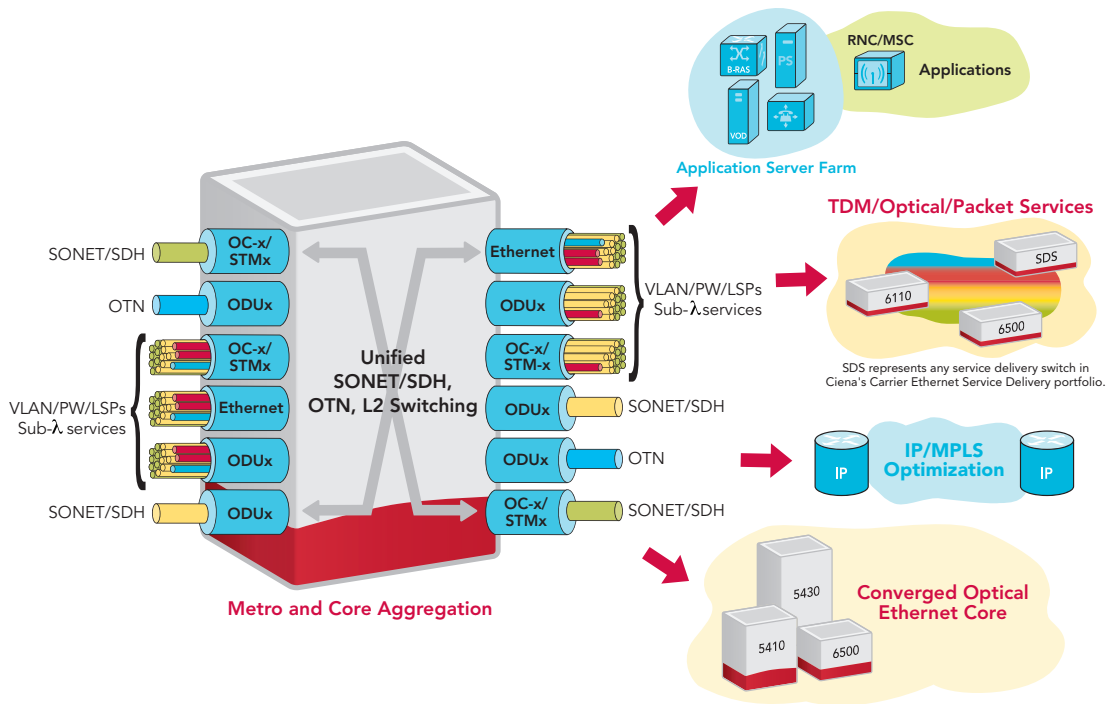 RNC/MSC
Applications
B-RAS
PS
VOD
Application Server Farm
SONET/SDH
OC-x/
STMx
OTN
ODUx
OC-x/
STMx
VLAN/PW/LSPs
Sub-λ services
Ethernet
ODUx
SONET/SDH
ODUx
Unified
SONET/SDH,
OTN, L2 Switching
Ethernet
ODUx
VLAN/PW/LSPs
Sub-λservices
OC-x/
STM-x
ODUx
SONET/SDH
ODUx
OTN
OC-x/
STMx
SONET/SDH
Metro and Core Aggregation
TDM/Optical/Packet Services
SDS
6110
6500
SDS represents any service delivery switch in
Ciena's Carrier Ethernet Service Delivery portfolio.
IP
IP/MPLS
Optimization
IP
5430
5410
6500
Converged Optical
Ethernet Core